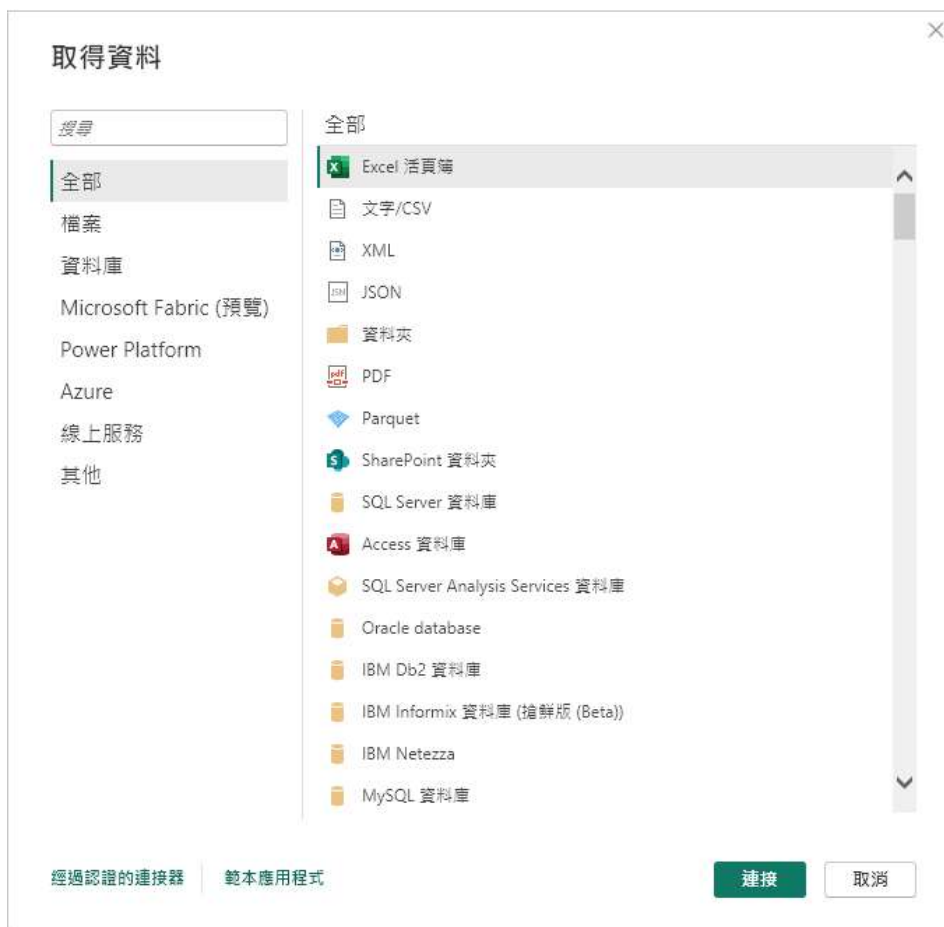 取得資料
搜尋
全部
檔案
資料庫
Microsoft Fabric (預覽)
Power Platform
Azure
線上服務
其他
全部
Excel 活頁簿
文字/CSV
XML
JSON
資料夾
PDF
Parquet
SharePoint 資料夾
SQL Server 資料庫
Access 資料庫
SQL Server Analysis Services 資料庫
Oracle database
IBM Db2 資料庫
IBM Informix 資料庫 (搶鮮版 (Beta))
IBM Netezza
MySQL 資料庫
經過認證的連接器 範本應用程式 連接 取消